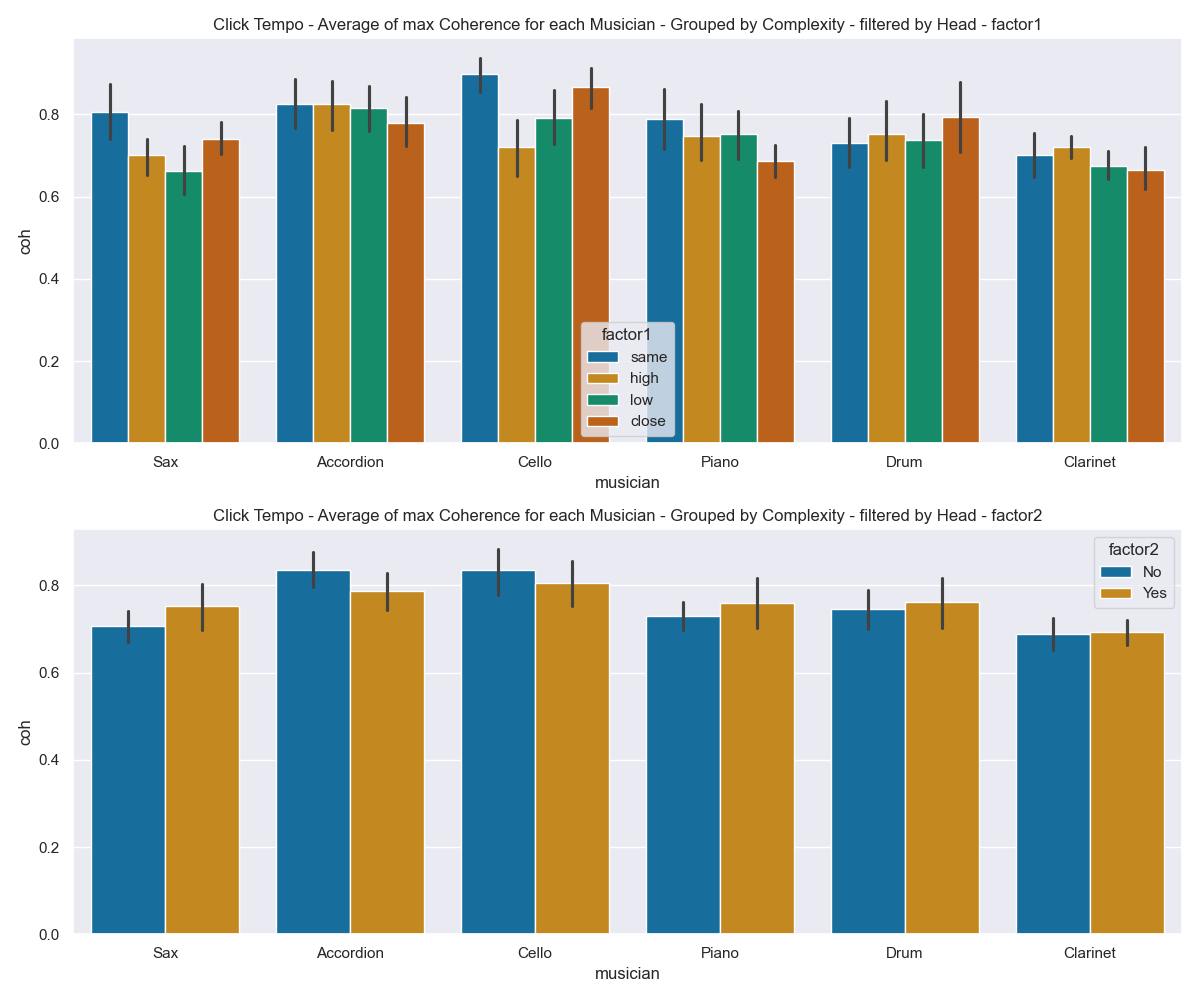 Click Tempo - Average of max Coherence for each Musician - Grouped by Complexity - filtered by Head - factor1
0.8
0.6
0.4
0.2
0.0
coh
factor1
same
high
low
close
Sax Accordion Cello Piano Drum Clarinet
musician
Click Tempo - Average of max Coherence for each Musician - Grouped by Complexity - filtered by Head - factor2
0.8
0.6
0.4
0.2
0.0
coh
factor2
No
Yes
Sax Accordion Cello Piano Drum Clarinet
musician